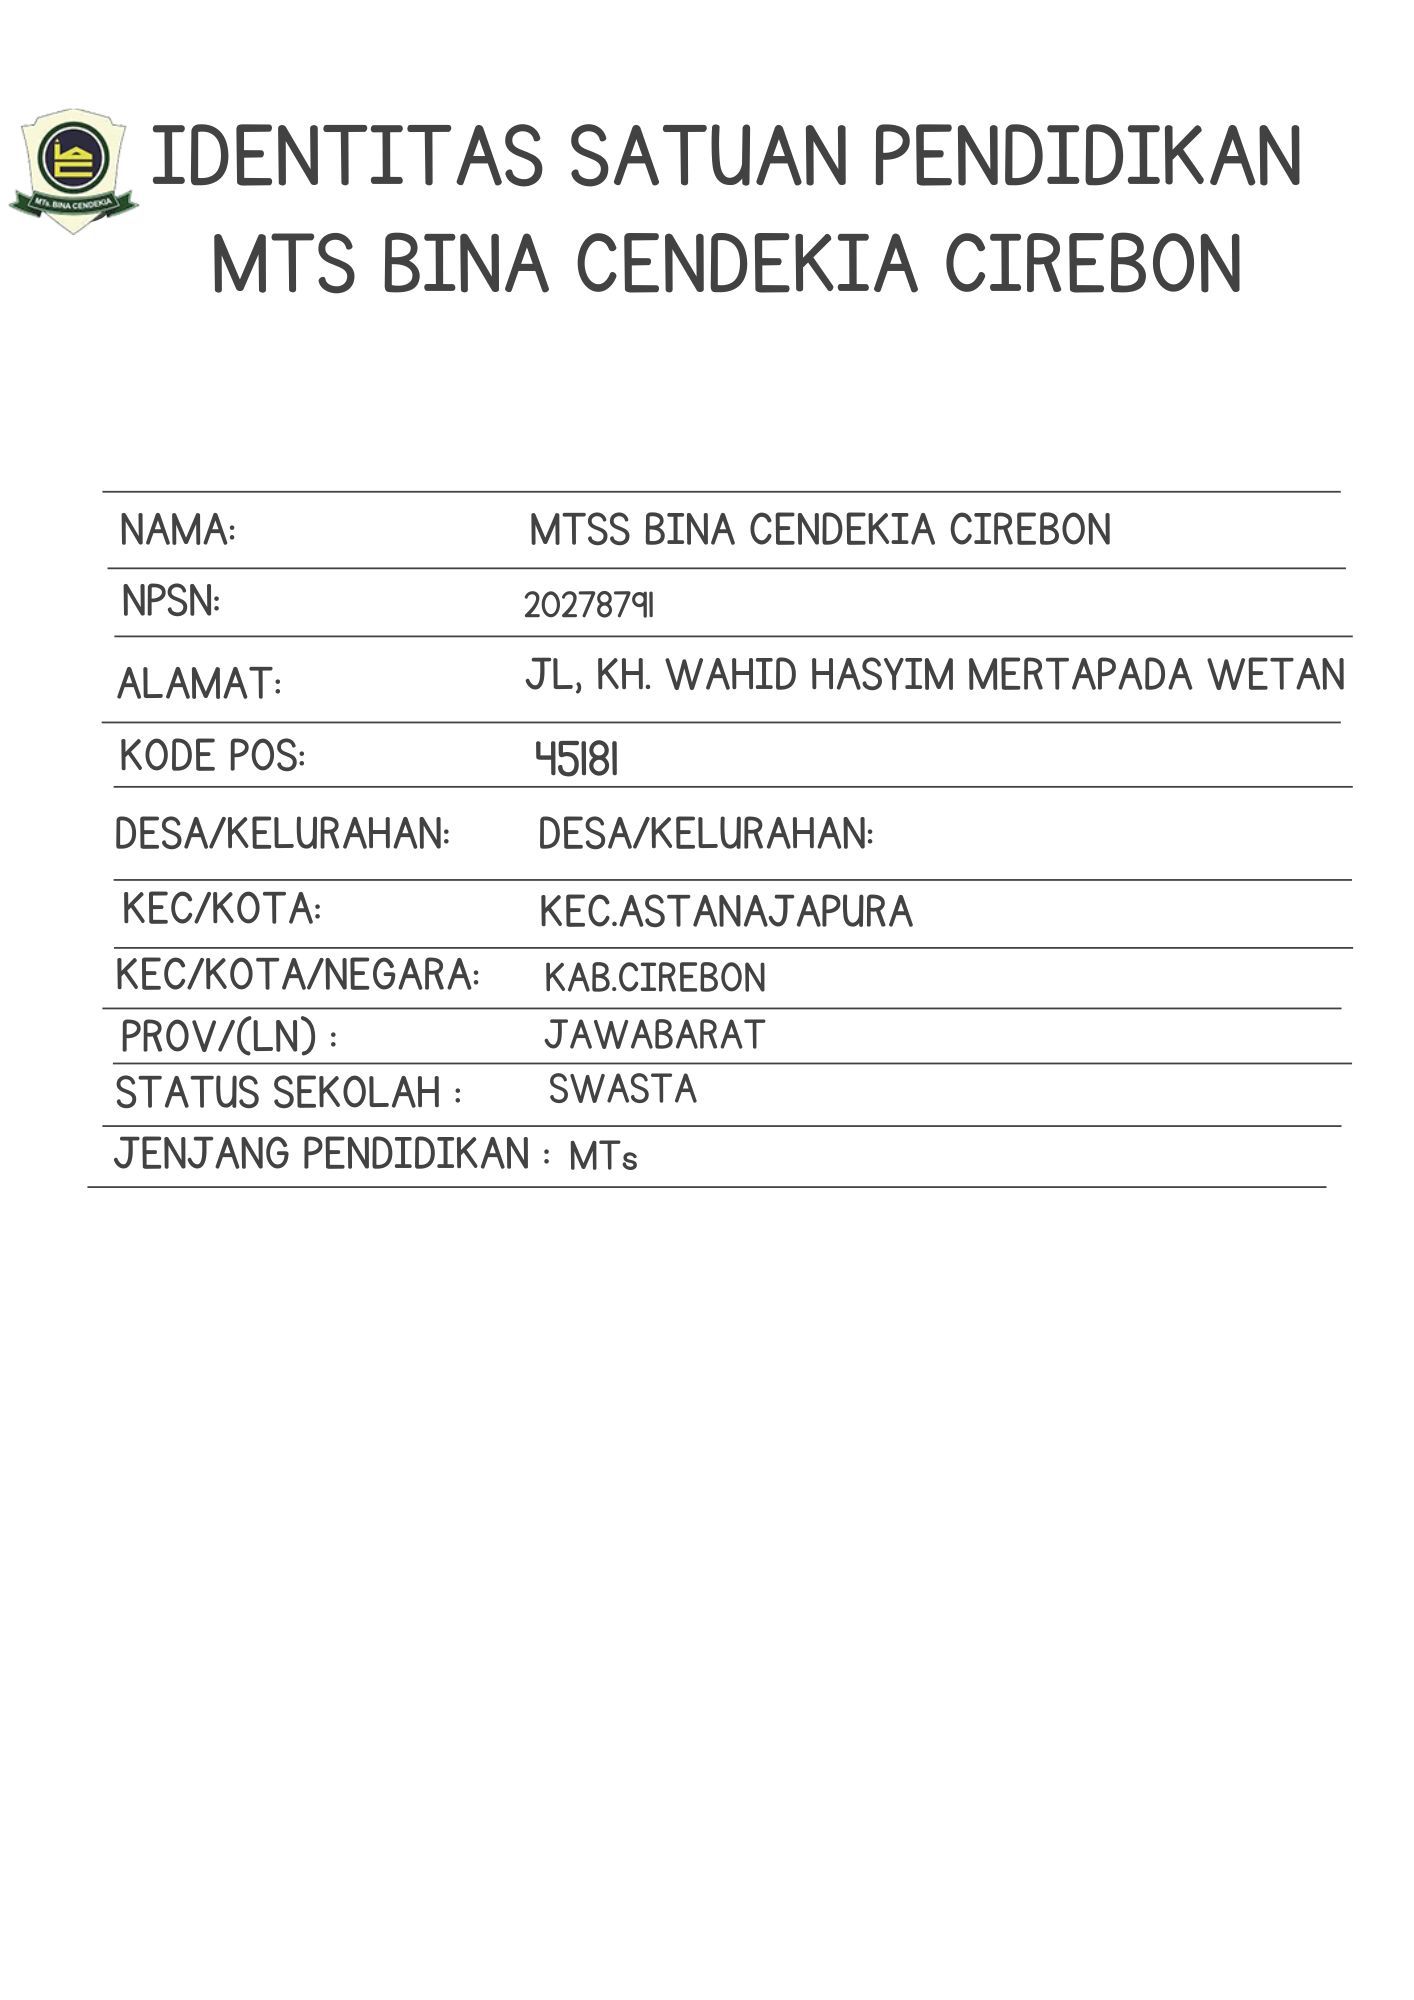 IDENTITAS SATUAN PENDIDIKAN
MTS BINA CENDEKIA CIREBON
MTs. BINA CENDEKIA
NAMA: MTSS BINA CENDEKIA CIREBON
NPSN: 20278791
ALAMAT: JL, KH. WAHID HASYIM MERTAPADA WETAN
KODE POS: 45181
DESA/KELURAHAN: DESA/KELURAHAN:
KEC/KOTA: KEC.ASTANAJAPURA
KEC/KOTA/NEGARA: KAB.CIREBON
PROV/(LN) : JAWABARAT
STATUS SEKOLAH : SWASTA
JENJANG PENDIDIKAN : MTs